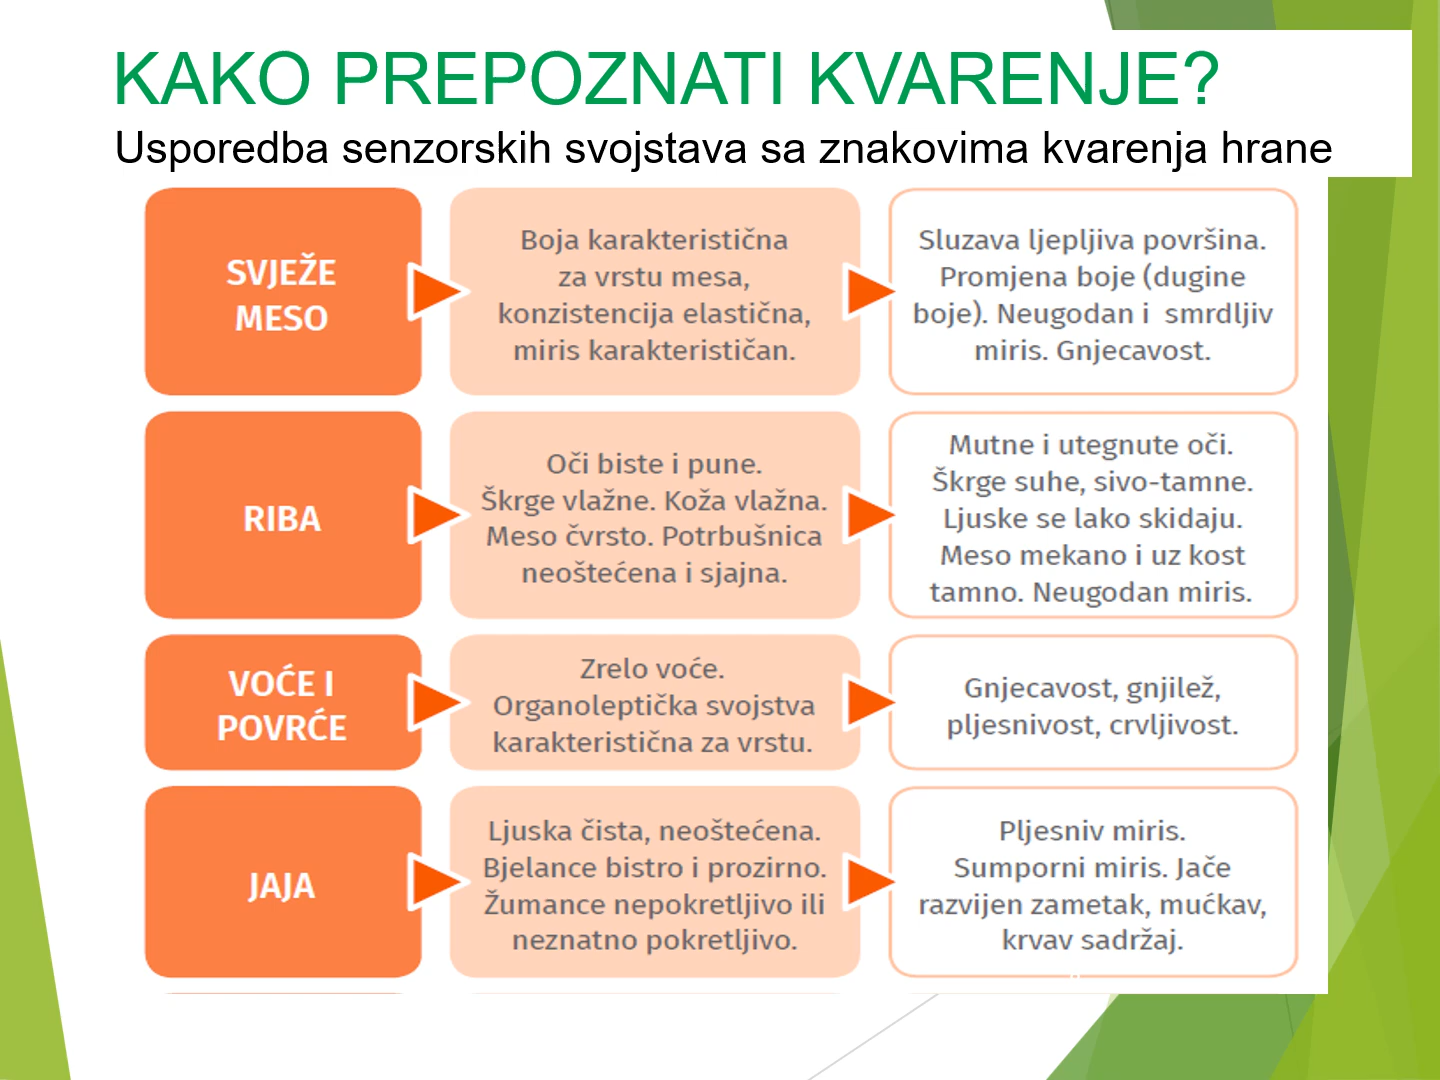 KAKO PREPOZNATI KVARENJE?
Usporedba senzorskih svojstava sa znakovima kvarenja hrane
SVJEŽE
MESO
Boja karakteristična
za vrstu mesa,
konzistencija elastična,
miris karakterističan.
Sluzava ljepljiva površina.
Promjena boje (dugine
boje). Neugodan i smrdljiv
miris. Gnjecavost.
RIBA
Oči biste i pune.
Škrge vlažne. Koža vlažna.
Meso čvrsto. Potrbušnica
neoštećena i sjajna.
Mutne i utegnute oči.
Škrge suhe, sivo-tamne.
Ljuske se lako skidaju.
Meso mekano i uz kost
tamno. Neugodan miris.
VOĆE I
POVRĆE
Zrelo voće.
Organoleptička svojstva
karakteristična za vrstu.
Gnjecavost, gnjilež,
pljesnivost, crvljivost.
JAJA
Ljuska čista, neoštećena.
Bjelance bistro i prozirno.
Žumance nepokretljivo ili
neznatno pokretljivo.
Pljesniv miris.
Sumporni miris. Jače
razvijen zametak, mućkav,
krvav sadržaj.